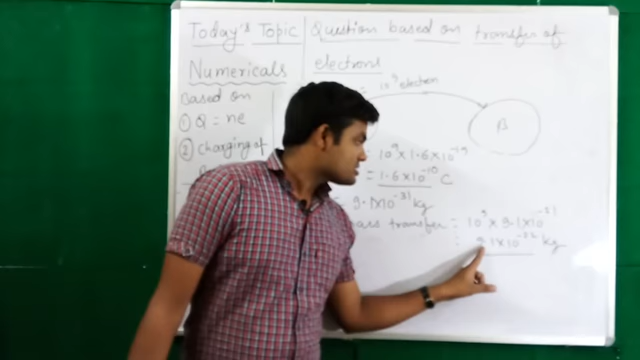 Today's Topic
Question based on transfer of
electrons
Numericals
Based on
① Q = ne
② Charging of
10⁹ electron
B
10⁹ × 1.6 × 10⁻¹⁹
= 1.6 × 10⁻¹⁰ C
= 9.1 × 10⁻³¹ kg
transfer = 10⁹ × 9.1 × 10⁻³¹
= 9.1 × 10⁻²² kg